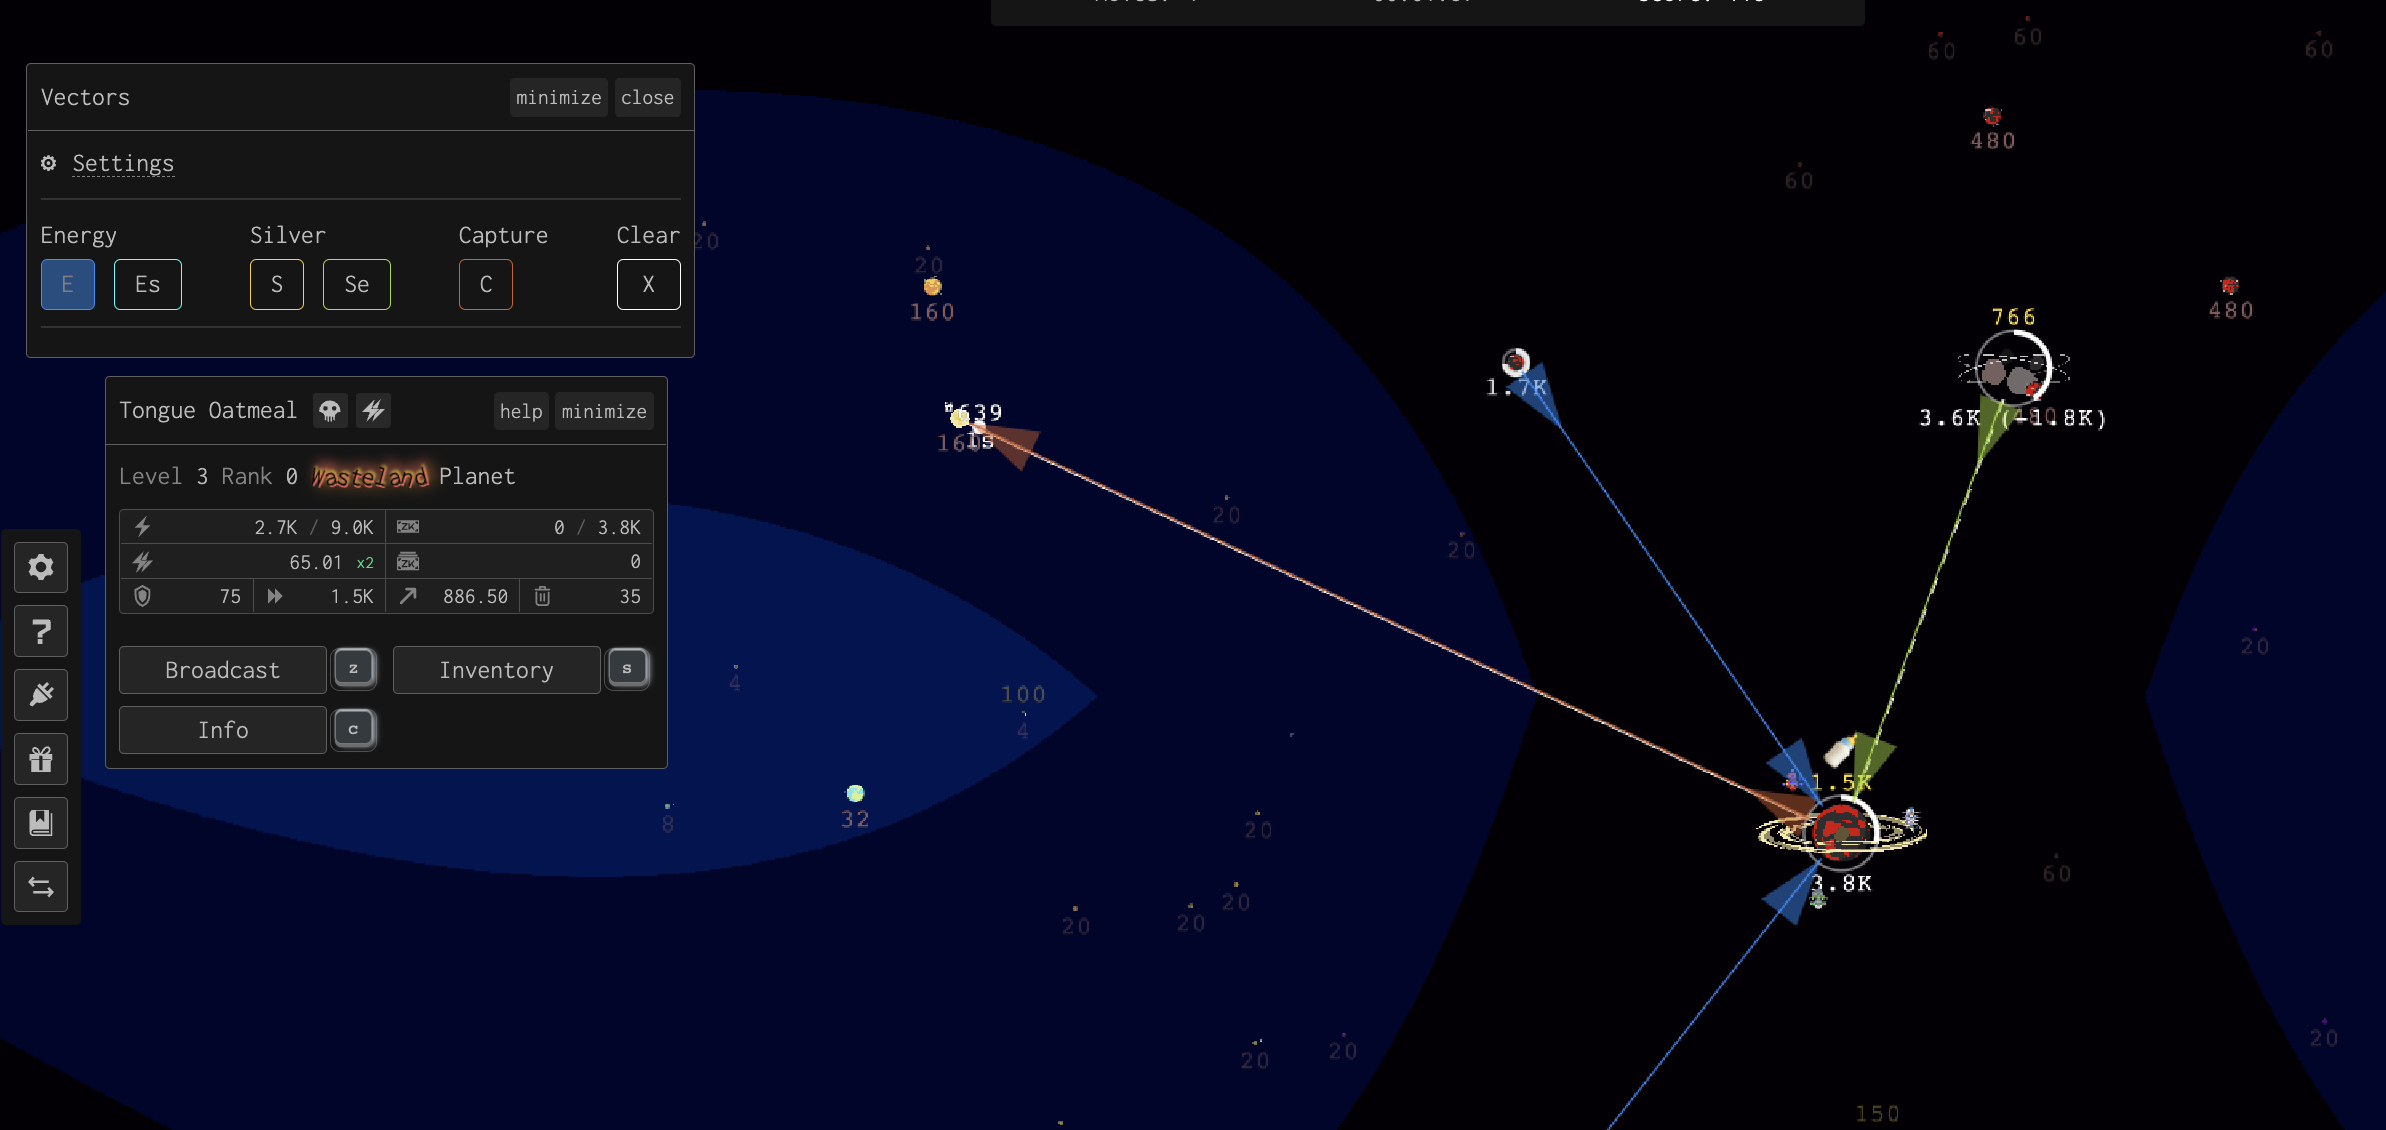 Vectors minimize close
Settings
Energy Silver Capture Clear
E Es S Se C X
Tongue Oatmeal help minimize
Level 3 Rank 0 Wasteland Planet
2.7K / 9.0K 0 / 3.8K
65.01 x2 0
75 1.5K 886.50 35
Broadcast z Inventory s
Info c
60
60
60
480
60
20
20
160
480
766
1.7K
3.6K (-1.8K)
639
160
1s
20
20
20
4
100
4
1.5K
8
32
20
60
3.8K
20
20
20
20
20
20
150